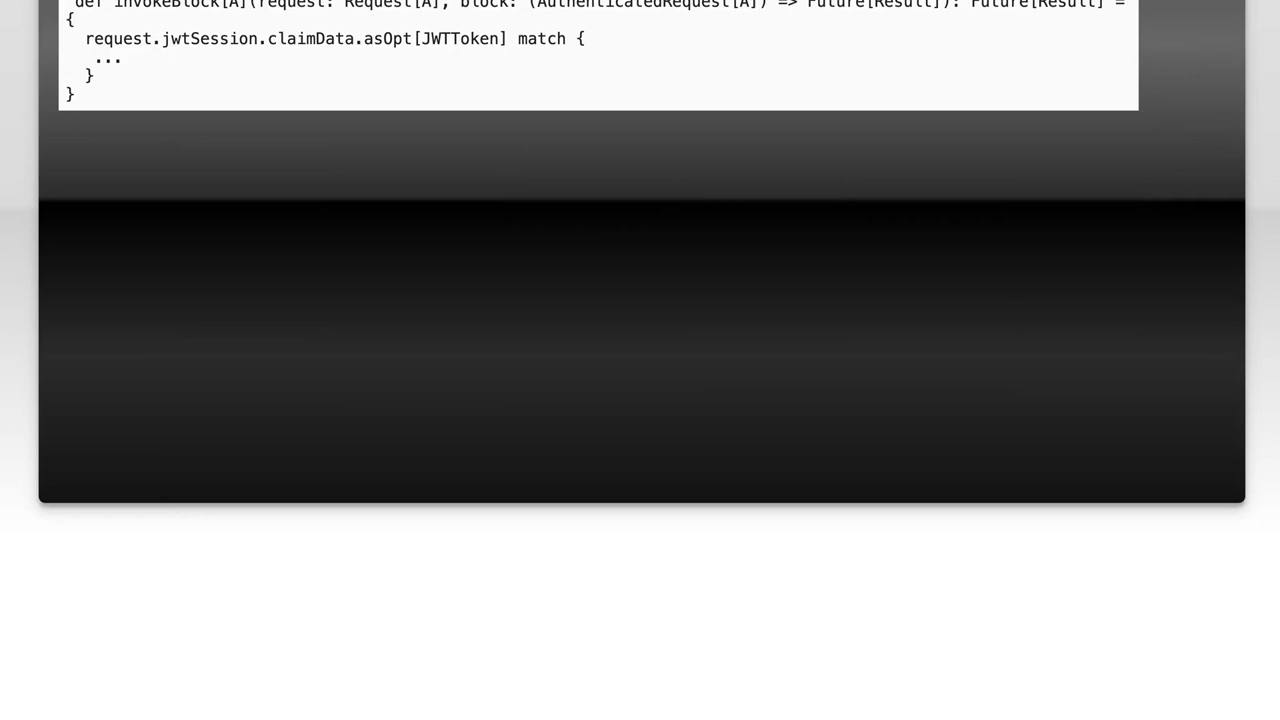 def invokeBlock[A](request: Request[A], block: (AuthenticatedRequest[A]) => Future[Result]): Future[Result] =
{
request.jwtSession.claimData.asOpt[JWTToken] match {
...
}
}